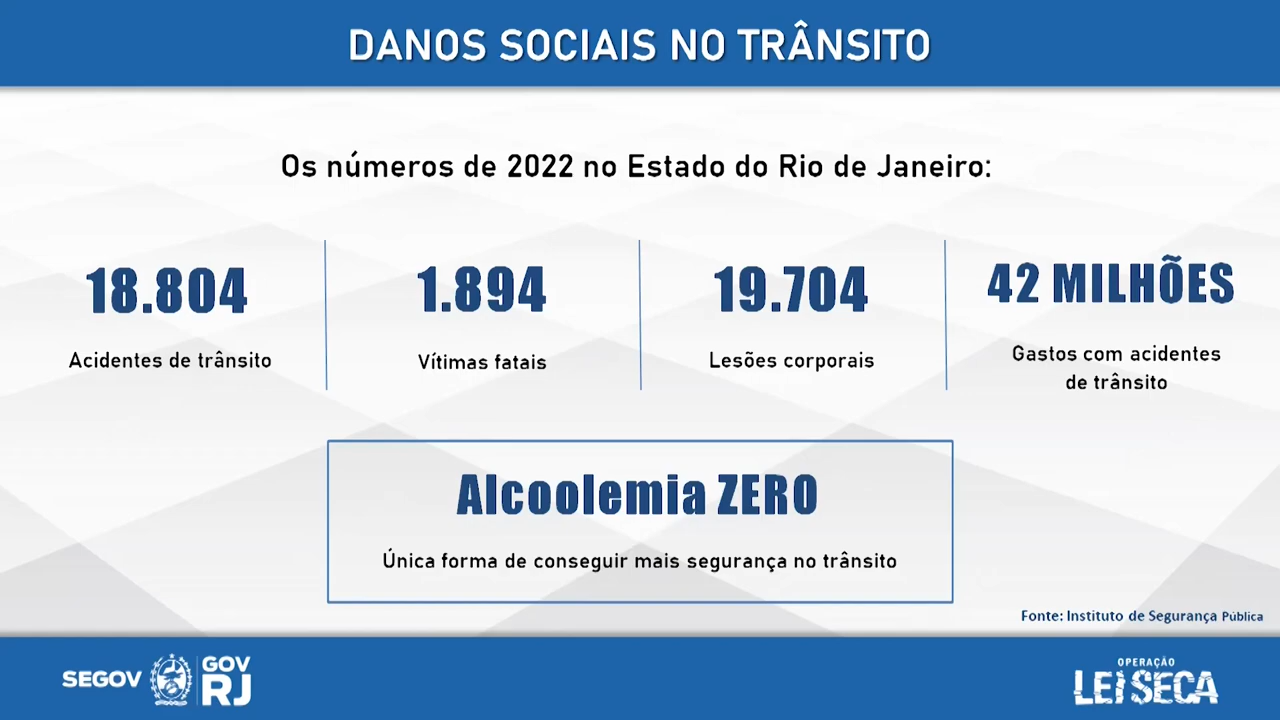 DANOS SOCIAIS NO TRÂNSITO
Os números de 2022 no Estado do Rio de Janeiro:
18.804
Acidentes de trânsito
1.894
Vítimas fatais
19.704
Lesões corporais
42 MILHÕES
Gastos com acidentes
de trânsito
Alcoolemia ZERO
Única forma de conseguir mais segurança no trânsito
Fonte: Instituto de Segurança Pública
SEGOV
GOV
RJ
OPERAÇÃO
LEI SECA